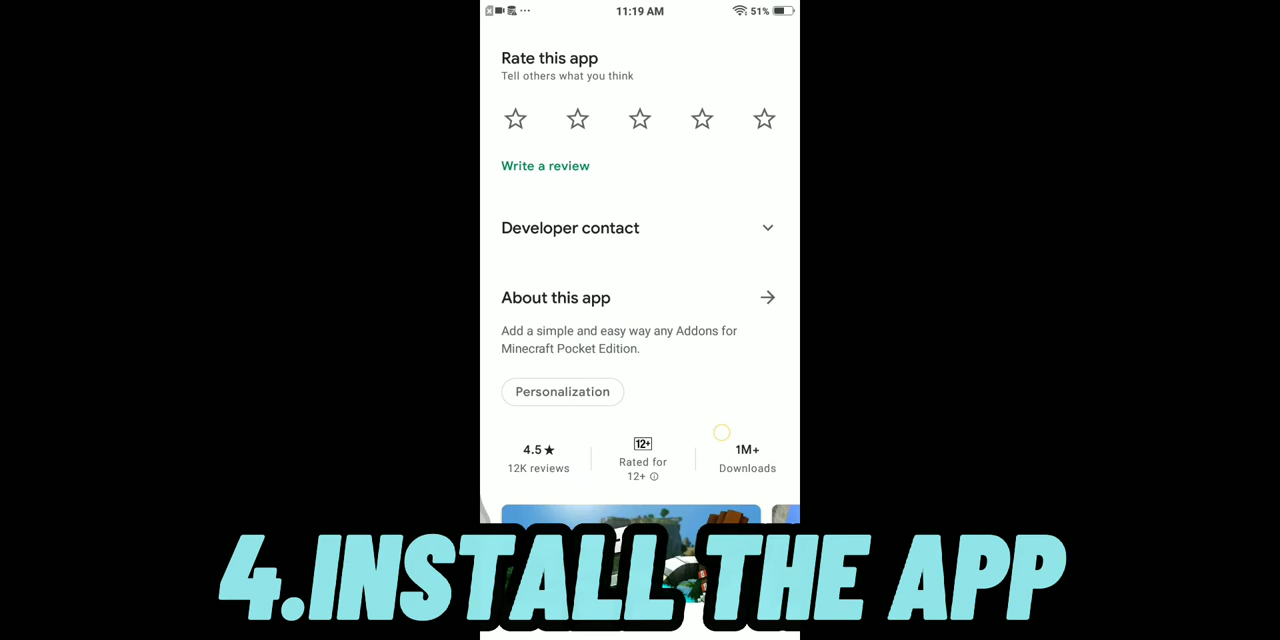 11:19 AM
51%
Rate this app
Tell others what you think
Write a review
Developer contact
About this app
Add a simple and easy way any Addons for
Minecraft Pocket Edition.
Personalization
4.5★
12K reviews
12+
Rated for
12+
1M+
Downloads
4.INSTALL THE APP